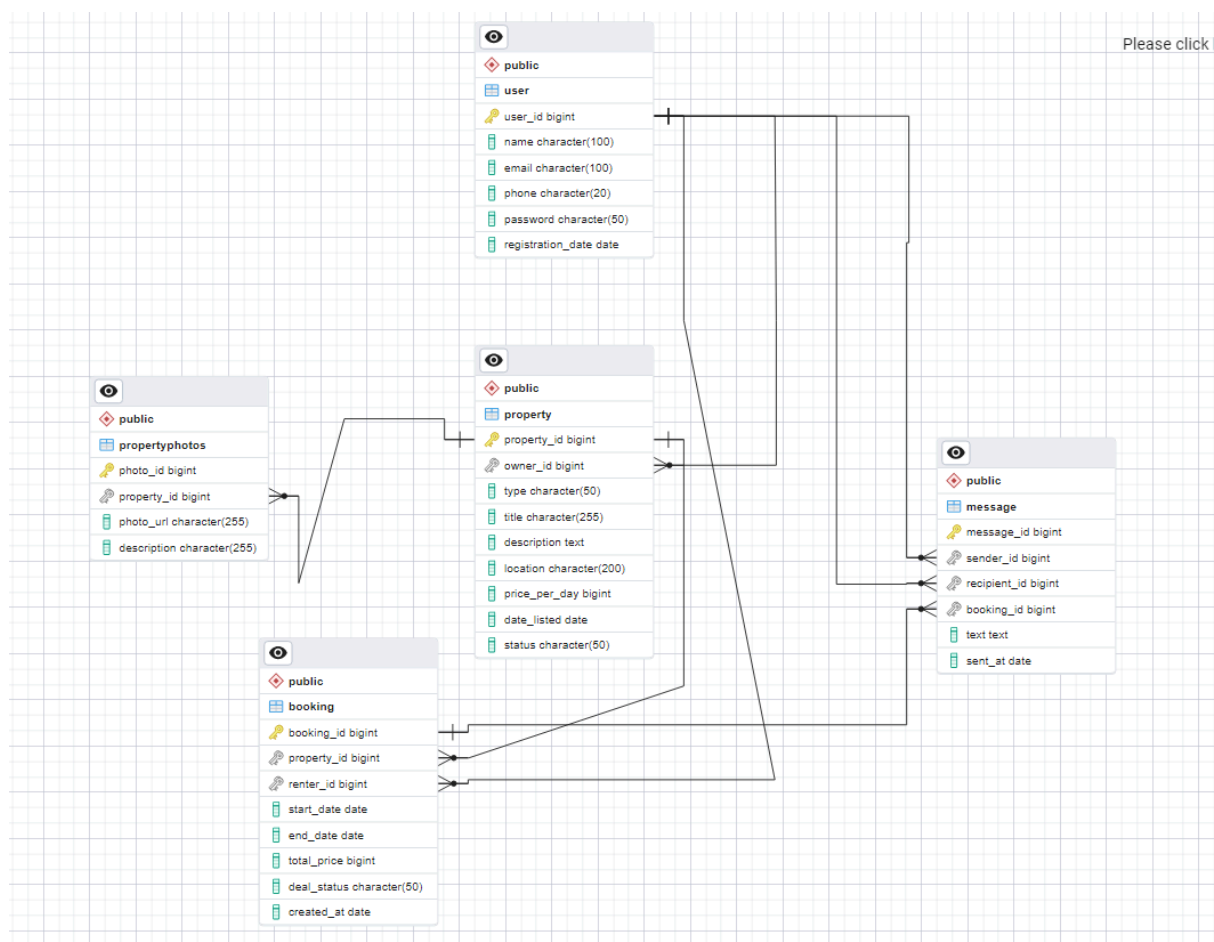 Please click
public
user
user_id bigint
name character(100)
email character(100)
phone character(20)
password character(50)
registration_date date
public
propertyphotos
photo_id bigint
property_id bigint
photo_url character(255)
description character(255)
public
property
property_id bigint
owner_id bigint
type character(50)
title character(255)
description text
location character(200)
price_per_day bigint
date_listed date
status character(50)
public
message
message_id bigint
sender_id bigint
recipient_id bigint
booking_id bigint
text text
sent_at date
public
booking
booking_id bigint
property_id bigint
renter_id bigint
start_date date
end_date date
total_price bigint
deal_status character(50)
created_at date